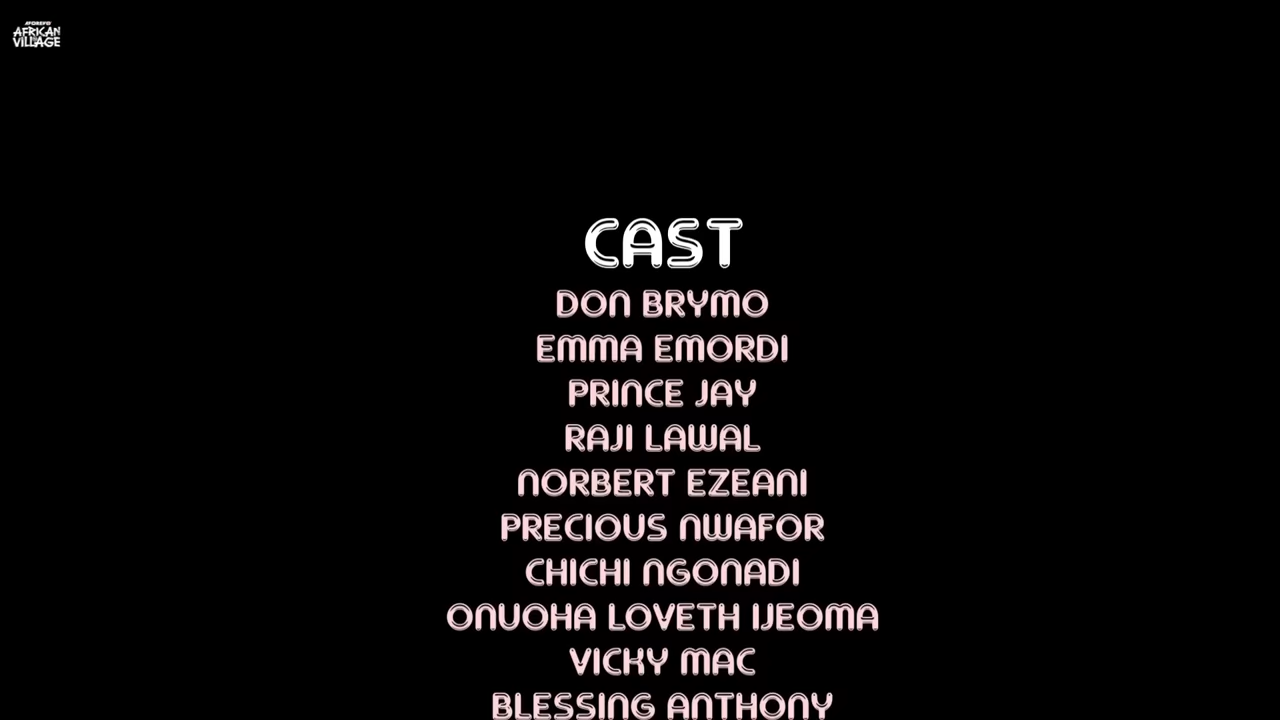 AFOREVO
AFRICAN
VILLAGE
CAST
DON BRYMO
EMMA EMORDI
PRINCE JAY
RAJI LAWAL
NORBERT EZEANI
PRECIOUS NWAFOR
CHICHI NGONADI
ONUOHA LOVETH IJEOMA
VICKY MAC
BLESSING ANTHONY